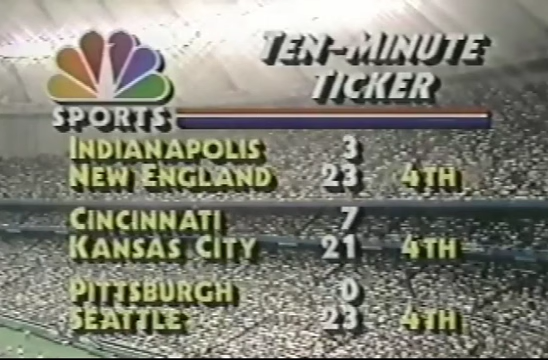 TEN-MINUTE
TICKER
SPORTS
INDIANAPOLIS 3
NEW ENGLAND 23 4TH
CINCINNATI 7
KANSAS CITY 21 4TH
PITTSBURGH 0
SEATTLE 23 4TH